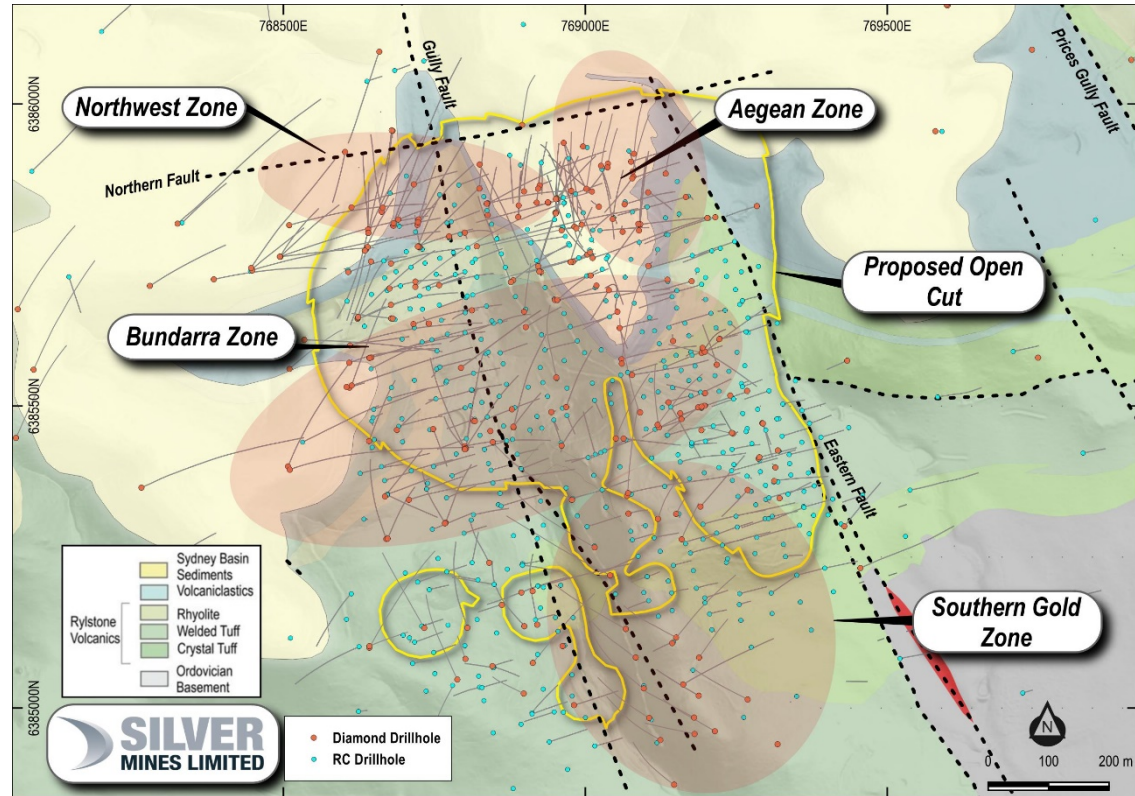 768500E
769000E
769500E
6386000N
6385500N
6385000N
Gully Fault
Prices Gully Fault
Northwest Zone
Aegean Zone
Northern Fault
Proposed Open
Cut
Bundarra Zone
Eastern Fault
Southern Gold
Zone
Sydney Basin
Sediments
Volcaniclastics
Rylstone
Volcanics
Rhyolite
Welded Tuff
Crystal Tuff
Ordovician
Basement
SILVER
MINES LIMITED
Diamond Drillhole
RC Drillhole
N
0 100 200 m